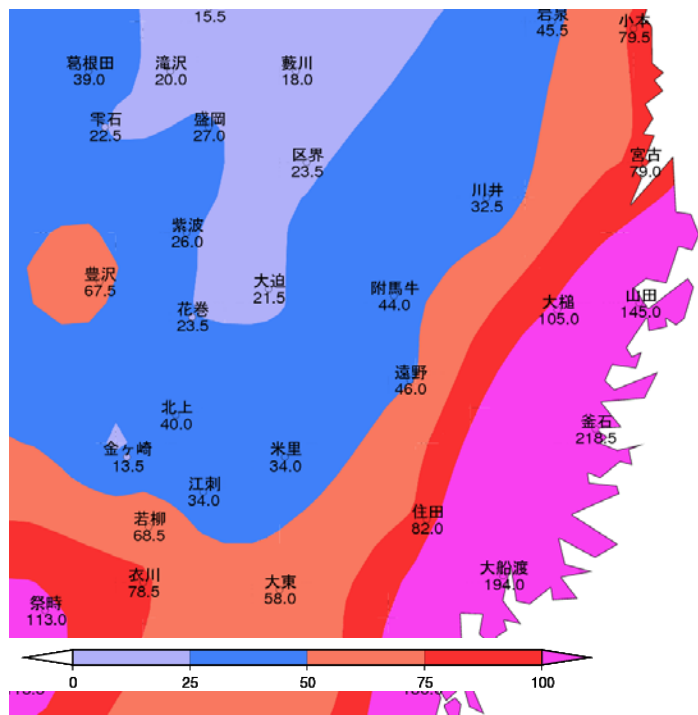 15.5
岩泉
45.5
小本
79.5
葛根田
39.0
滝沢
20.0
薮川
18.0
雫石
22.5
盛岡
27.0
区界
23.5
宮古
79.0
川井
32.5
紫波
26.0
豊沢
67.5
大迫
21.5
附馬牛
44.0
花巻
23.5
大槌
105.0
山田
145.0
遠野
46.0
北上
40.0
釜石
218.5
金ヶ崎
13.5
米里
34.0
江刺
34.0
若柳
68.5
住田
82.0
衣川
78.5
大東
58.0
大船渡
194.0
祭畤
113.0
0 25 50 75 100